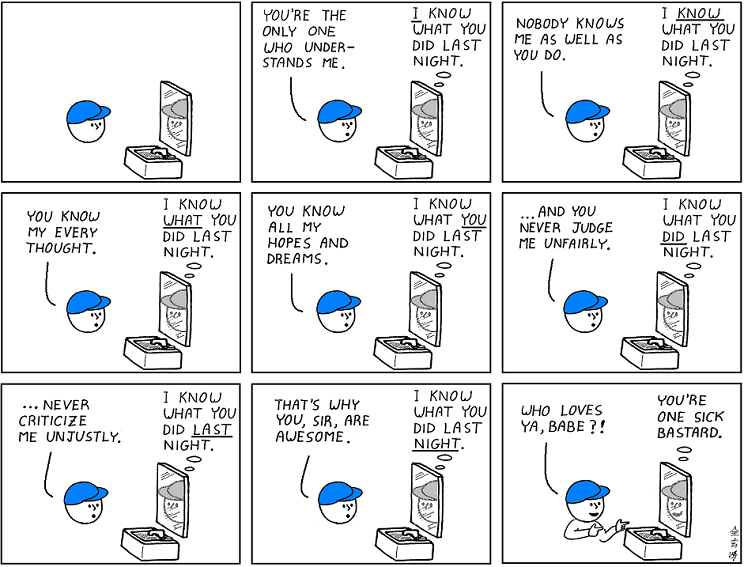 YOU'RE THE
ONLY ONE
WHO UNDER-
STANDS ME.
I KNOW
WHAT YOU
DID LAST
NIGHT.
NOBODY KNOWS
ME AS WELL AS
YOU DO.
I KNOW
WHAT YOU
DID LAST
NIGHT.
YOU KNOW
MY EVERY
THOUGHT.
I KNOW
WHAT YOU
DID LAST
NIGHT.
YOU KNOW
ALL MY
HOPES AND
DREAMS.
I KNOW
WHAT YOU
DID LAST
NIGHT.
...AND YOU
NEVER JUDGE
ME UNFAIRLY.
I KNOW
WHAT YOU
DID LAST
NIGHT.
...NEVER
CRITICIZE
ME UNJUSTLY.
I KNOW
WHAT YOU
DID LAST
NIGHT.
THAT'S WHY
YOU, SIR, ARE
AWESOME.
I KNOW
WHAT YOU
DID LAST
NIGHT.
WHO LOVES
YA, BABE?!
YOU'RE
ONE SICK
BASTARD.